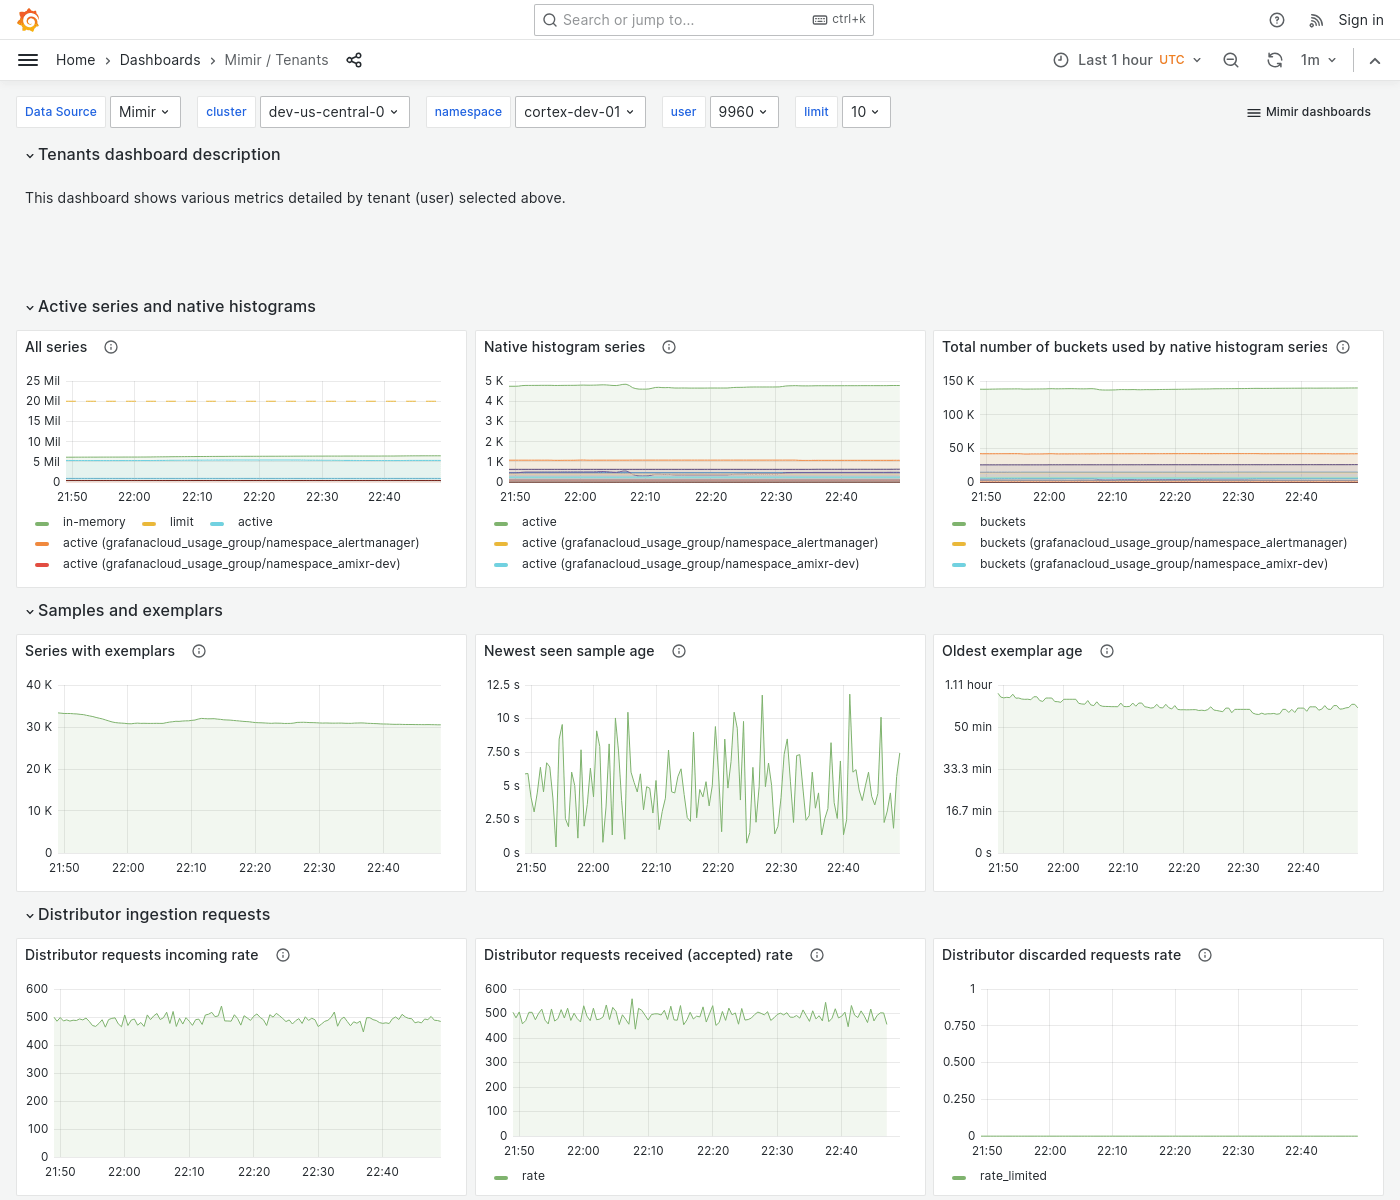 Search or jump to... ctrl+k Sign in
Home › Dashboards › Mimir / Tenants Last 1 hour UTC 1m
Data Source Mimir cluster dev-us-central-0 namespace cortex-dev-01 user 9960 limit 10 Mimir dashboards
Tenants dashboard description
This dashboard shows various metrics detailed by tenant (user) selected above.
Active series and native histograms
All series
25 Mil
20 Mil
15 Mil
10 Mil
5 Mil
0
21:50 22:00 22:10 22:20 22:30 22:40
in-memory limit active
active (grafanacloud_usage_group/namespace_alertmanager)
active (grafanacloud_usage_group/namespace_amixr-dev)
Native histogram series
5 K
4 K
3 K
2 K
1 K
0
21:50 22:00 22:10 22:20 22:30 22:40
active
active (grafanacloud_usage_group/namespace_alertmanager)
active (grafanacloud_usage_group/namespace_amixr-dev)
Total number of buckets used by native histogram series
150 K
100 K
50 K
0
21:50 22:00 22:10 22:20 22:30 22:40
buckets
buckets (grafanacloud_usage_group/namespace_alertmanager)
buckets (grafanacloud_usage_group/namespace_amixr-dev)
Samples and exemplars
Series with exemplars
40 K
30 K
20 K
10 K
0
21:50 22:00 22:10 22:20 22:30 22:40
Newest seen sample age
12.5 s
10 s
7.50 s
5 s
2.50 s
0 s
21:50 22:00 22:10 22:20 22:30 22:40
Oldest exemplar age
1.11 hour
50 min
33.3 min
16.7 min
0 s
21:50 22:00 22:10 22:20 22:30 22:40
Distributor ingestion requests
Distributor requests incoming rate
600
500
400
300
200
100
0
21:50 22:00 22:10 22:20 22:30 22:40
Distributor requests received (accepted) rate
600
500
400
300
200
100
0
21:50 22:00 22:10 22:20 22:30 22:40
rate
Distributor discarded requests rate
1
0.750
0.500
0.250
0
21:50 22:00 22:10 22:20 22:30 22:40
rate_limited